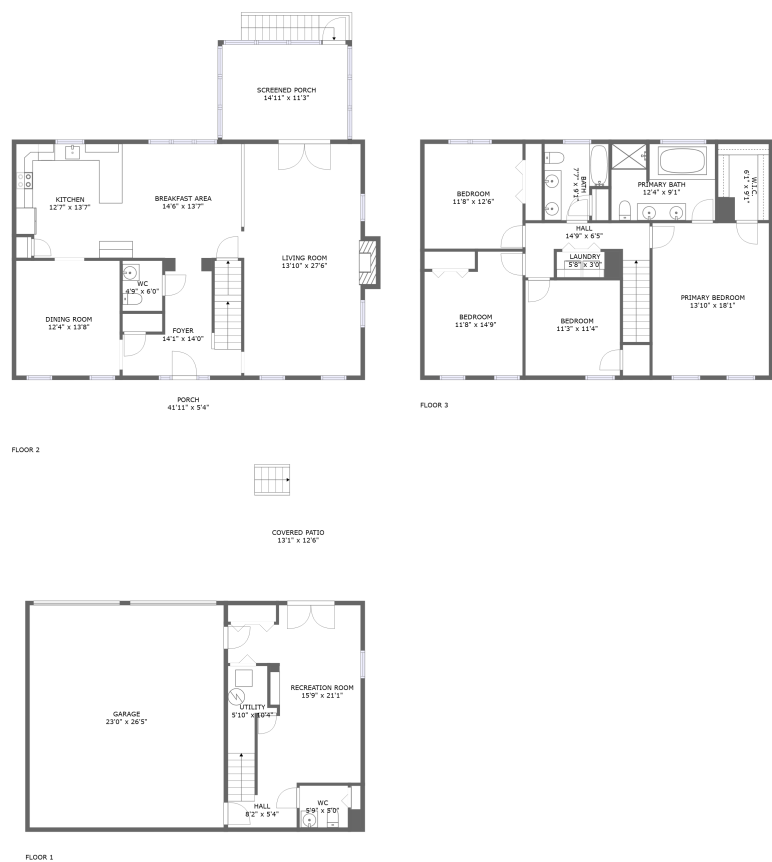 SCREENED PORCH
14'11" x 11'3"
KITCHEN
12'7" x 13'7"
BREAKFAST AREA
14'6" x 13'7"
LIVING ROOM
13'10" x 27'6"
WC
4'9" x 6'0"
DINING ROOM
12'4" x 13'8"
FOYER
14'1" x 14'0"
PORCH
41'11" x 5'4"
FLOOR 2
BEDROOM
11'8" x 12'6"
BATH
7'7" x 9'1"
PRIMARY BATH
12'4" x 9'1"
W.I.C.
6'1" x 9'1"
HALL
14'9" x 6'5"
LAUNDRY
5'8" x 3'0"
PRIMARY BEDROOM
13'10" x 18'1"
BEDROOM
11'8" x 14'9"
BEDROOM
11'3" x 11'4"
FLOOR 3
COVERED PATIO
13'1" x 12'6"
RECREATION ROOM
15'9" x 21'1"
UTILITY
5'10" x 10'4"
GARAGE
23'0" x 26'5"
HALL
8'2" x 5'4"
WC
5'9" x 5'0"
FLOOR 1